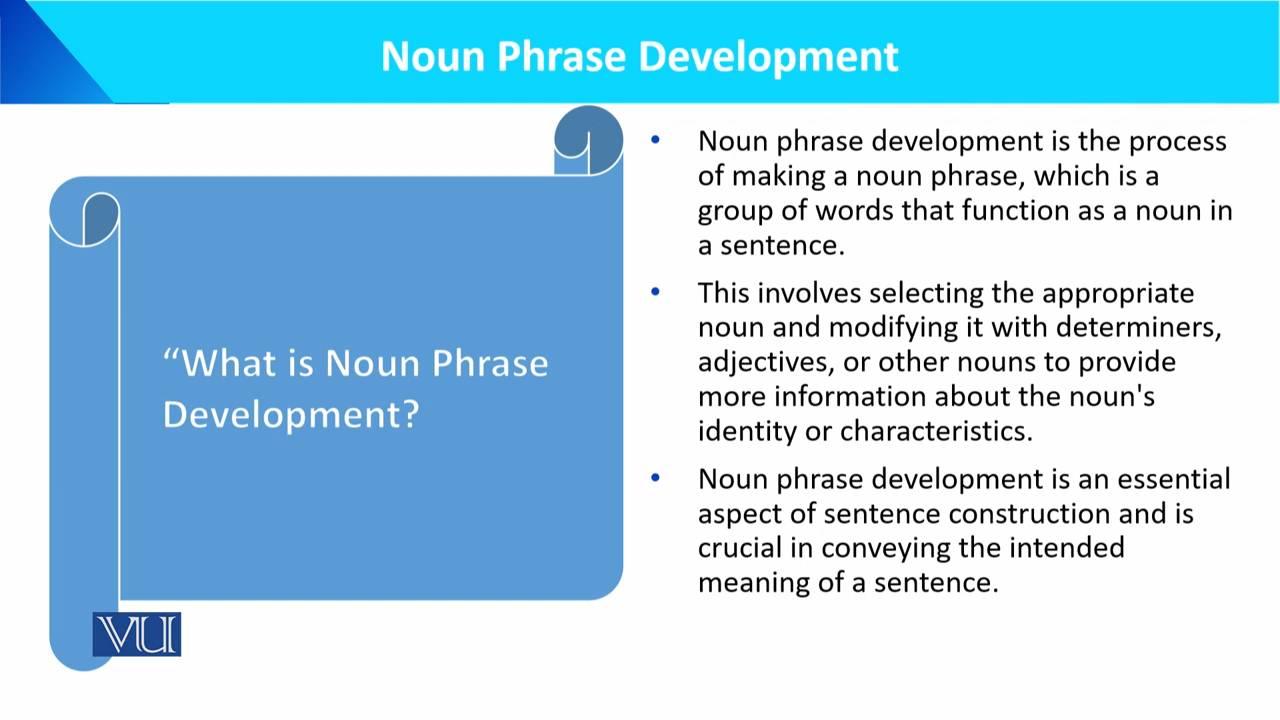 Noun Phrase Development
“What is Noun Phrase
Development?
• Noun phrase development is the process
of making a noun phrase, which is a
group of words that function as a noun in
a sentence.
• This involves selecting the appropriate
noun and modifying it with determiners,
adjectives, or other nouns to provide
more information about the noun's
identity or characteristics.
• Noun phrase development is an essential
aspect of sentence construction and is
crucial in conveying the intended
meaning of a sentence.
VU